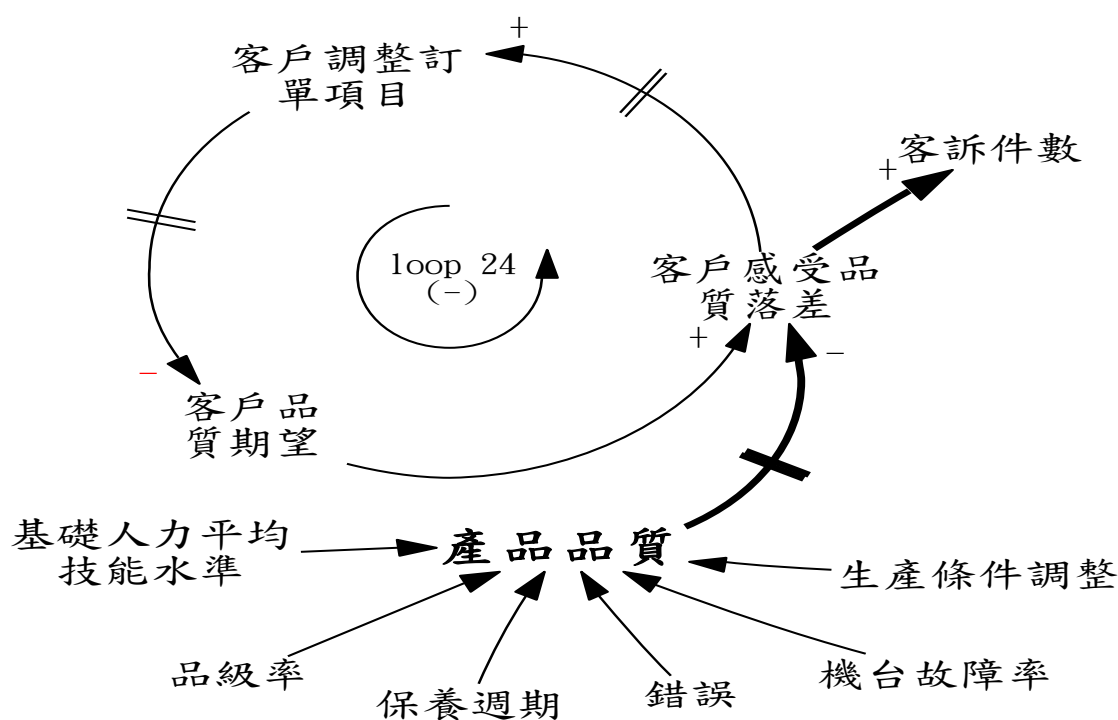 +
客戶調整訂
單項目
+
客訴件數
loop 24
(-)
客戶感受品
質落差
+
-
-
客戶品
質期望
基礎人力平均
技能水準
產品品質
生產條件調整
品級率
保養週期
錯誤
機台故障率